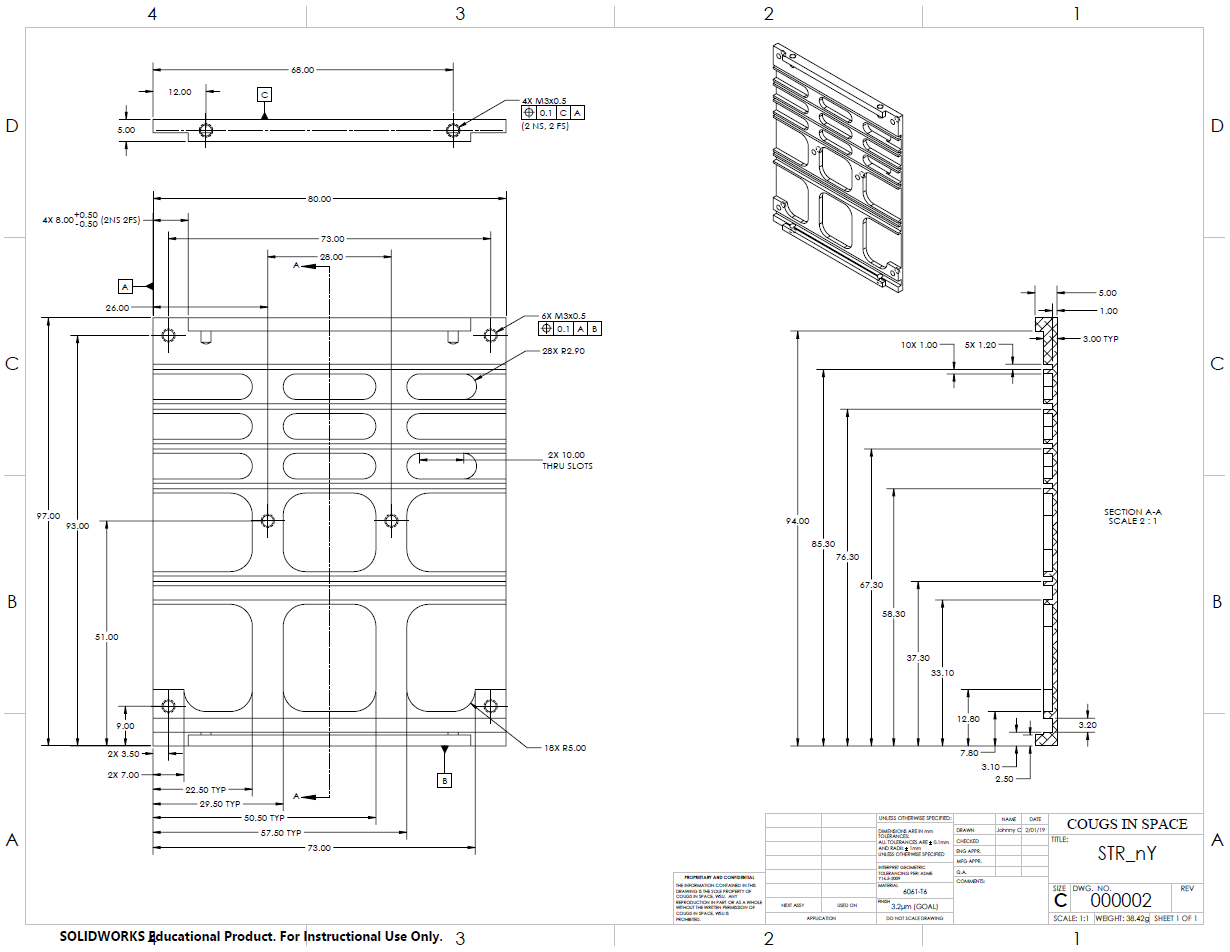 4 3 2 1
D
D
C
C
B
B
A
A
68.00
12.00
C
5.00
4X M3x0.5
0.1 C A
(2 NS, 2 FS)
80.00
4X 8.00 +0.50 -0.50 (2NS 2FS)
73.00
28.00
A
A
26.00
6X M3x0.5
0.1 A B
28X R2.90
2X 10.00
THRU SLOTS
97.00
93.00
51.00
9.00
2X 3.50
2X 7.00
18X R5.00
B
A
22.50 TYP
29.50 TYP
50.50 TYP
57.50 TYP
73.00
5.00
1.00
3.00 TYP
10X 1.00
5X 1.20
94.00
85.30
76.30
67.30
58.30
37.30
33.10
12.80
7.80
3.10
2.50
3.20
SECTION A-A
SCALE 2 : 1
PROPRIETARY AND CONFIDENTIAL
THE INFORMATION CONTAINED IN THIS
DRAWING IS THE SOLE PROPERTY OF
COUGS IN SPACE, WSU. ANY
REPRODUCTION IN PART OR AS A WHOLE
WITHOUT THE WRITTEN PERMISSION OF
COUGS IN SPACE, WSU IS
PROHIBITED.
NEXT ASSY
USED ON
APPLICATION
UNLESS OTHERWISE SPECIFIED:
DIMENSIONS ARE IN mm
TOLERANCES:
ALL TOLERANCES ARE ± 0.1mm
AND RADII: ± 1mm
UNLESS OTHERWISE SPECIFIED
INTERPRET GEOMETRIC
TOLERANCING PER: ASME
Y14.5-2009
MATERIAL
6061-T6
FINISH
3.2μm (GOAL)
DO NOT SCALE DRAWING
NAME DATE
DRAWN Johnny C 2/01/19
CHECKED
ENG APPR.
MFG APPR.
Q.A.
COMMENTS:
COUGS IN SPACE
TITLE:
STR_nY
SIZE DWG. NO. REV
C 000002
SCALE: 1:1 WEIGHT: 38.42g SHEET 1 OF 1
SOLIDWORKS Educational Product. For Instructional Use Only.
4 3 2 1